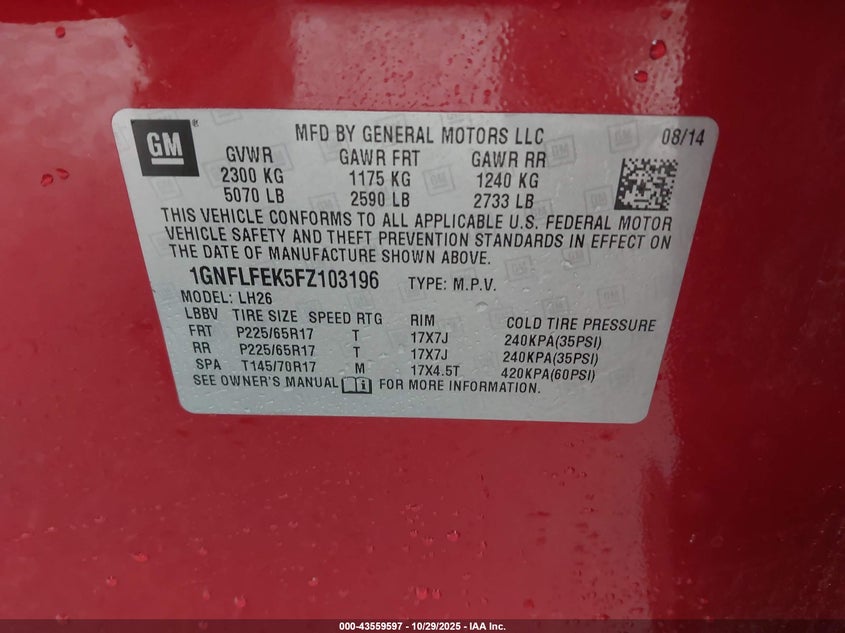 GM®
MFD BY GENERAL MOTORS LLC 08/14
GVWR GAWR FRT GAWR RR
2300 KG 1175 KG 1240 KG
5070 LB 2590 LB 2733 LB
THIS VEHICLE CONFORMS TO ALL APPLICABLE U.S. FEDERAL MOTOR
VEHICLE SAFETY AND THEFT PREVENTION STANDARDS IN EFFECT ON
THE DATE OF MANUFACTURE SHOWN ABOVE.
1GNFLFEK5FZ103196 TYPE: M.P.V.
MODEL: LH26
LBBV TIRE SIZE SPEED RTG RIM COLD TIRE PRESSURE
FRT P225/65R17 T 17X7J 240KPA(35PSI)
RR P225/65R17 T 17X7J 240KPA(35PSI)
SPA T145/70R17 M 17X4.5T 420KPA(60PSI)
SEE OWNER'S MANUAL FOR MORE INFORMATION.
000-43559597 - 10/29/2025 - IAA Inc.